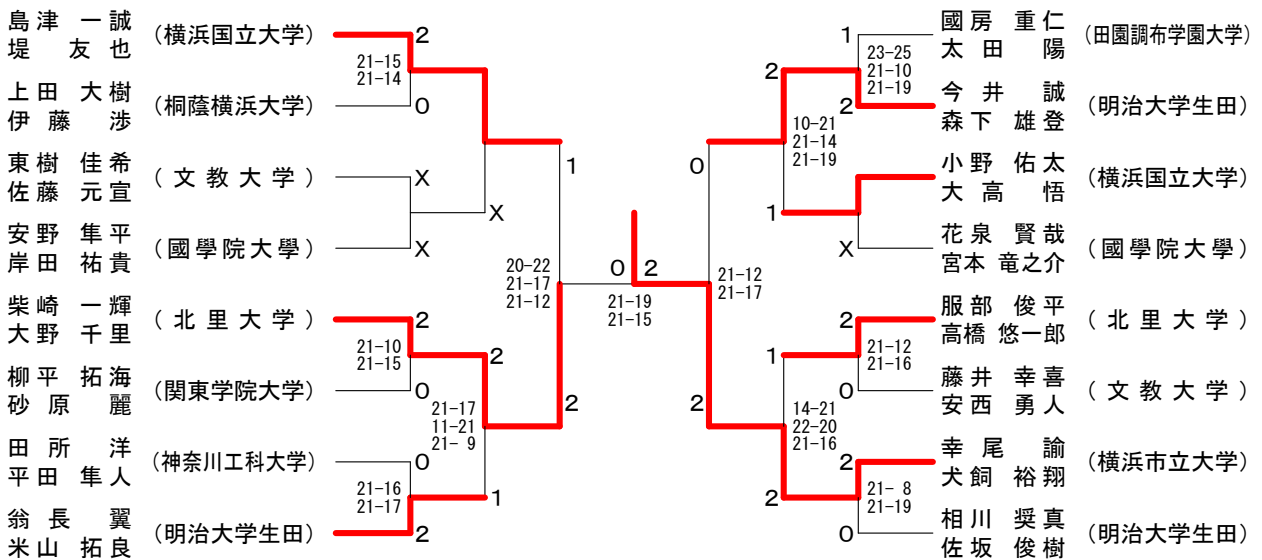 島津 一誠
堤 友也
(横浜国立大学)
2
21-15
21-14
上田 大樹
伊藤 渉
(桐蔭横浜大学)
0
東樹 佳希
佐藤 元宣
(文教大学)
X
X
安野 隼平
岸田 祐貴
(國學院大學)
X
1
20-22
21-17
21-12
柴崎 一輝
大野 千里
(北里大学)
2
21-10
21-15
2
柳平 拓海
砂原 麗
(関東学院大学)
0
21-17
11-21
21- 9
2
田所 洋
平田 隼人
(神奈川工科大学)
0
21-16
21-17
1
翁長 翼
米山 拓良
(明治大学生田)
2
0 2
21-19
21-15
國房 重仁
太田 陽
(田園調布学園大学)
1
23-25
21-10
21-19
2
今井 誠
森下 雄登
(明治大学生田)
2
10-21
21-14
21-19
0
小野 佑太
大高 悟
(横浜国立大学)
1
花泉 賢哉
宮本 竜之介
(國學院大學)
X
21-12
21-17
服部 俊平
高橋 悠一郎
(北里大学)
2
21-12
21-16
1
藤井 幸喜
安西 勇人
(文教大学)
0
14-21
22-20
21-16
2
幸尾 諭
犬飼 裕翔
(横浜市立大学)
2
21- 8
21-19
2
相川 奨真
佐坂 俊樹
(明治大学生田)
0